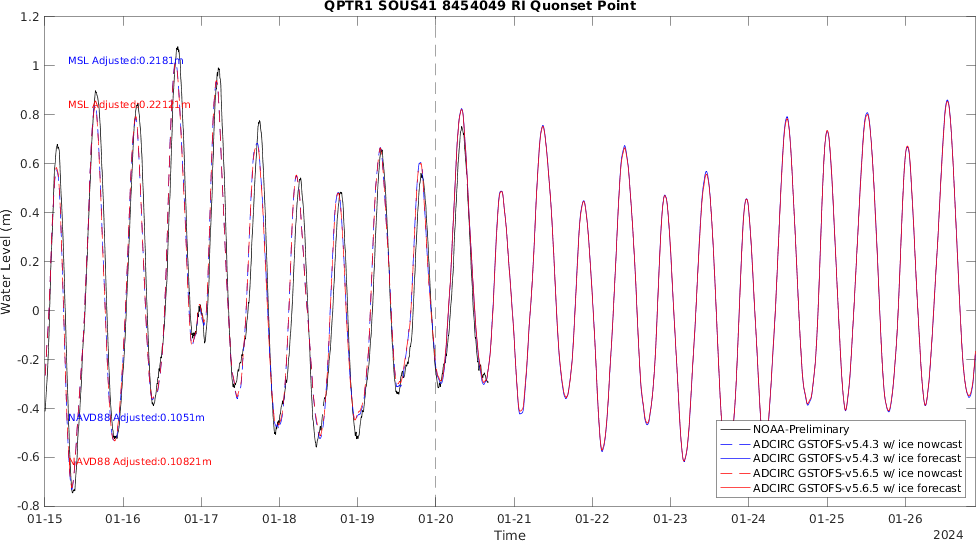 QPTR1 SOUS41 8454049 RI Quonset Point
1.2
1
0.8
0.6
0.4
0.2
0
-0.2
-0.4
-0.6
-0.8
Water Level (m)
MSL Adjusted:0.2181m
MSL Adjusted:0.22121m
NAVD88 Adjusted:0.1051m
NAVD88 Adjusted:0.10821m
NOAA-Preliminary
ADCIRC GSTOFS-v5.4.3 w/ ice nowcast
ADCIRC GSTOFS-v5.4.3 w/ ice forecast
ADCIRC GSTOFS-v5.6.5 w/ ice nowcast
ADCIRC GSTOFS-v5.6.5 w/ ice forecast
01-15 01-16 01-17 01-18 01-19 01-20 01-21 01-22 01-23 01-24 01-25 01-26
Time
2024